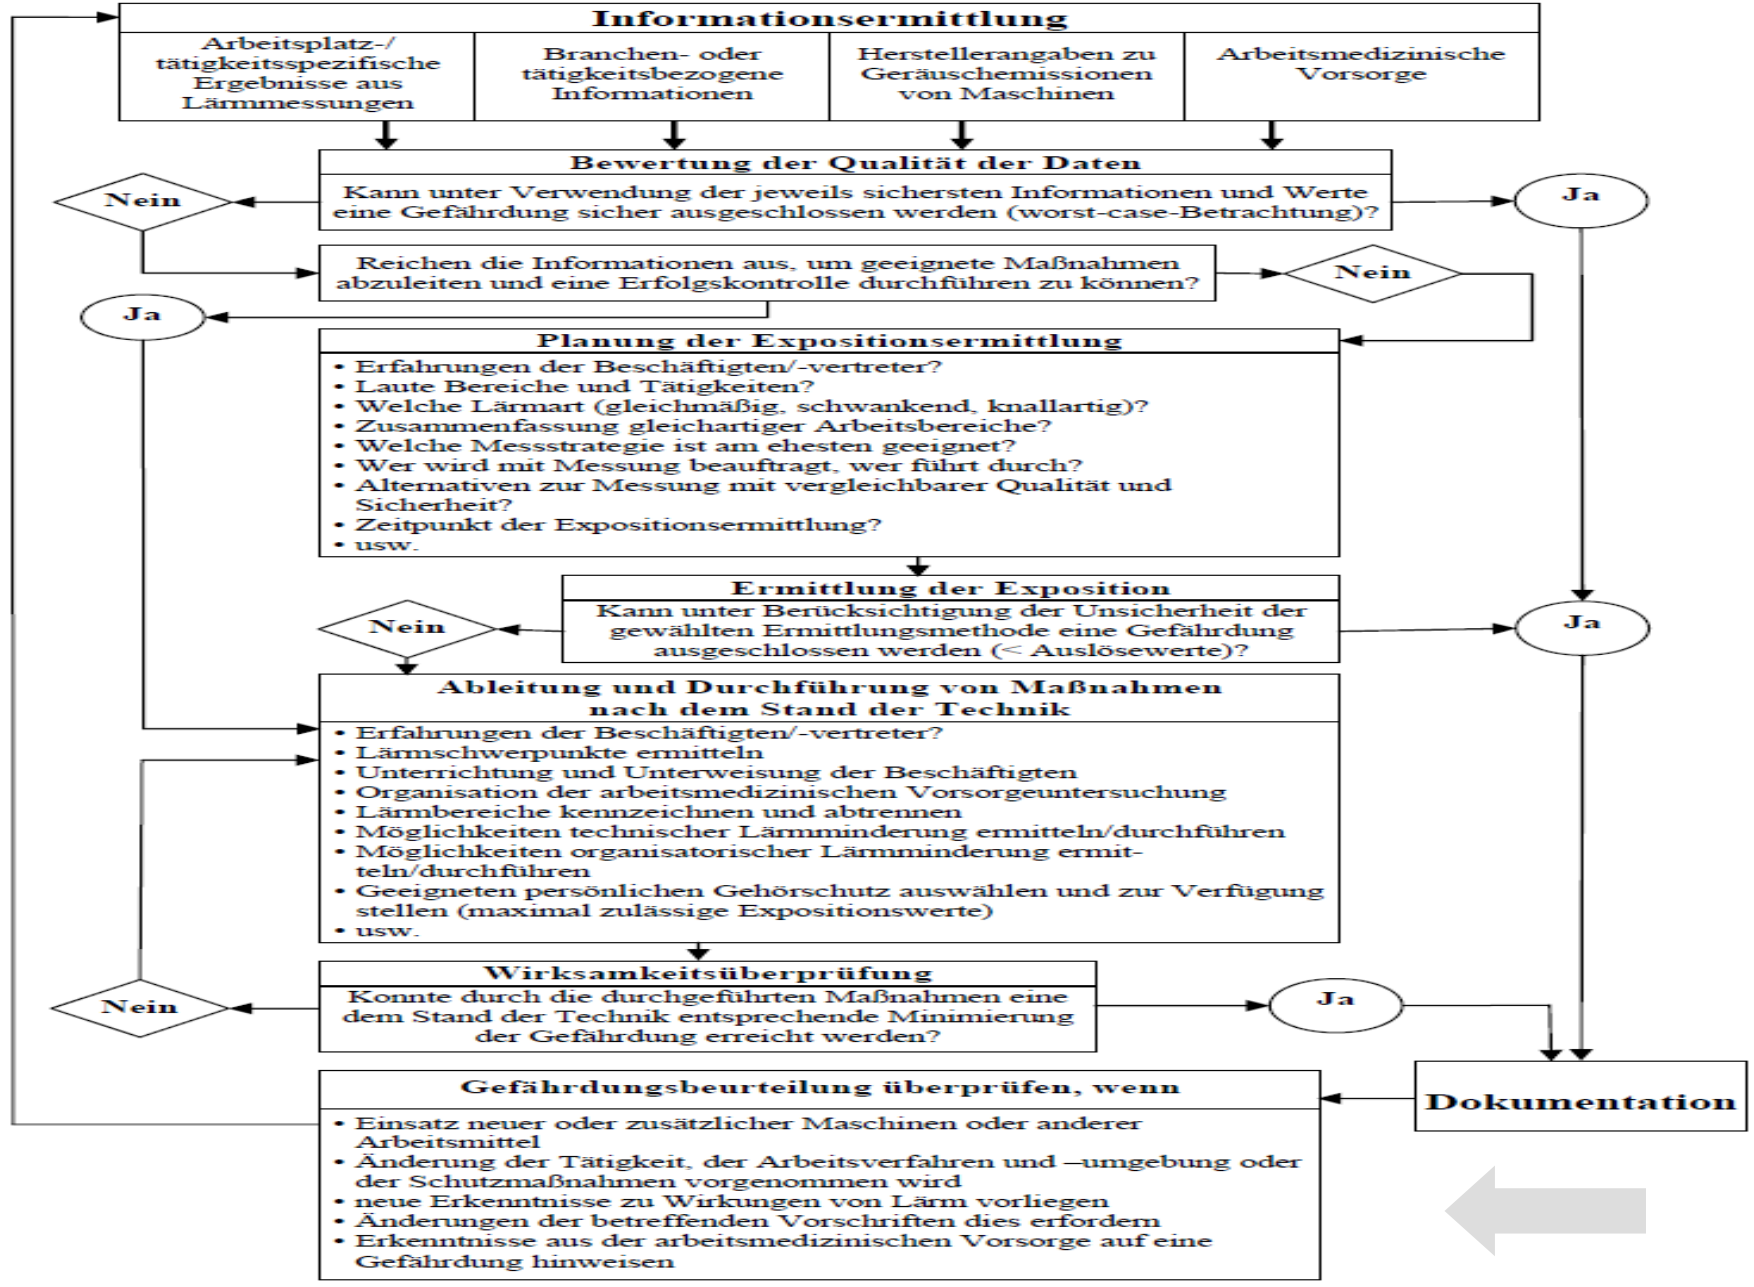 Informationsermittlung
Arbeitsplatz-/
tätigkeitsspezifische
Ergebnisse aus
Lärmmessungen
Branchen- oder
tätigkeitsbezogene
Informationen
Herstellerangaben zu
Geräuschemissionen
von Maschinen
Arbeitsmedizinische
Vorsorge
Bewertung der Qualität der Daten
Kann unter Verwendung der jeweils sichersten Informationen und Werte
eine Gefährdung sicher ausgeschlossen werden (worst-case-Betrachtung)?
Nein
Ja
Reichen die Informationen aus, um geeignete Maßnahmen
abzuleiten und eine Erfolgskontrolle durchführen zu können?
Nein
Ja
Planung der Expositionsermittlung
• Erfahrungen der Beschäftigten/-vertreter?
• Laute Bereiche und Tätigkeiten?
• Welche Lärmart (gleichmäßig, schwankend, knallartig)?
• Zusammenfassung gleichartiger Arbeitsbereiche?
• Welche Messstrategie ist am ehesten geeignet?
• Wer wird mit Messung beauftragt, wer führt durch?
• Alternativen zur Messung mit vergleichbarer Qualität und
Sicherheit?
• Zeitpunkt der Expositionsermittlung?
• usw.
Ermittlung der Exposition
Kann unter Berücksichtigung der Unsicherheit der
gewählten Ermittlungsmethode eine Gefährdung
ausgeschlossen werden (< Auslösewerte)?
Nein
Ja
Ableitung und Durchführung von Maßnahmen
nach dem Stand der Technik
• Erfahrungen der Beschäftigten/-vertreter?
• Lärmschwerpunkte ermitteln
• Unterrichtung und Unterweisung der Beschäftigten
• Organisation der arbeitsmedizinischen Vorsorgeuntersuchung
• Lärmbereiche kennzeichnen und abtrennen
• Möglichkeiten technischer Lärmminderung ermitteln/durchführen
• Möglichkeiten organisatorischer Lärmminderung ermit-
teln/durchführen
• Geeigneten persönlichen Gehörschutz auswählen und zur Verfügung
stellen (maximal zulässige Expositionswerte)
• usw.
Wirksamkeitsüberprüfung
Konnte durch die durchgeführten Maßnahmen eine
dem Stand der Technik entsprechende Minimierung
der Gefährdung erreicht werden?
Nein
Ja
Dokumentation
Gefährdungsbeurteilung überprüfen, wenn
• Einsatz neuer oder zusätzlicher Maschinen oder anderer
Arbeitsmittel
• Änderung der Tätigkeit, der Arbeitsverfahren und –umgebung oder
der Schutzmaßnahmen vorgenommen wird
• neue Erkenntnisse zu Wirkungen von Lärm vorliegen
• Änderungen der betreffenden Vorschriften dies erfordern
• Erkenntnisse aus der arbeitsmedizinischen Vorsorge auf eine
Gefährdung hinweisen